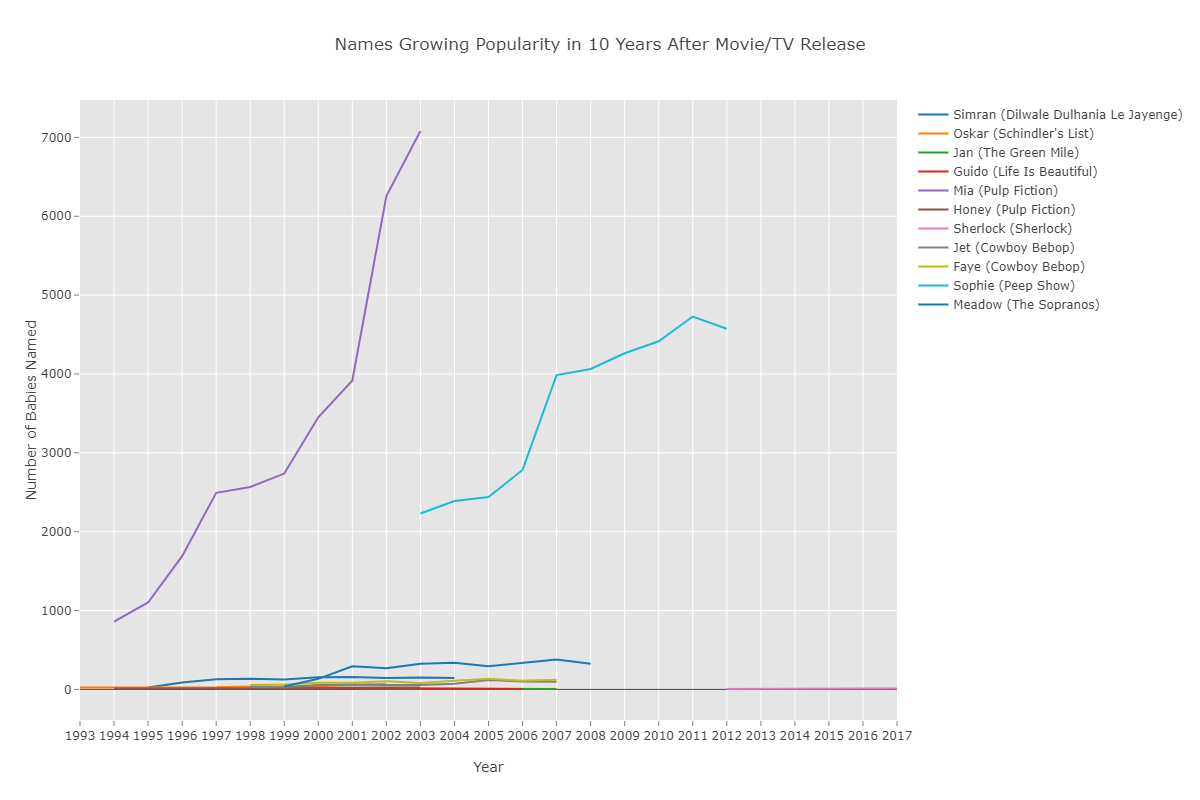 Names Growing Popularity in 10 Years After Movie/TV Release
Simran (Dilwale Dulhania Le Jayenge)
Oskar (Schindler's List)
Jan (The Green Mile)
Guido (Life Is Beautiful)
Mia (Pulp Fiction)
Honey (Pulp Fiction)
Sherlock (Sherlock)
Jet (Cowboy Bebop)
Faye (Cowboy Bebop)
Sophie (Peep Show)
Meadow (The Sopranos)
Number of Babies Named
7000
6000
5000
4000
3000
2000
1000
0
1993 1994 1995 1996 1997 1998 1999 2000 2001 2002 2003 2004 2005 2006 2007 2008 2009 2010 2011 2012 2013 2014 2015 2016 2017
Year